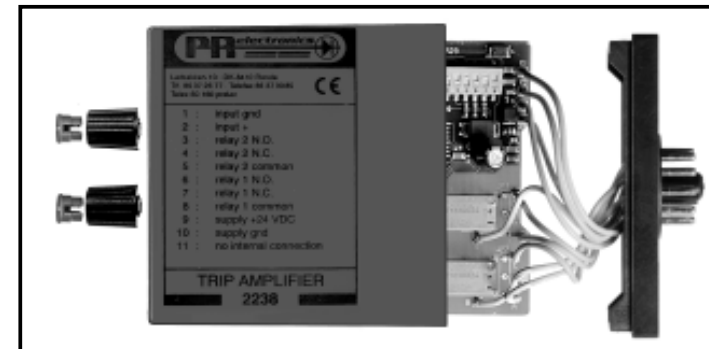 PR electronics
CE
1 : input gnd
2 : input +
3 : relay 2 N.O.
4 : relay 2 N.C.
5 : relay 2 common
6 : relay 1 N.O.
7 : relay 1 N.C.
8 : relay 1 common
9 : supply +24 VDC
10 : supply gnd
11 : no internal connection
TRIP AMPLIFIER
2238